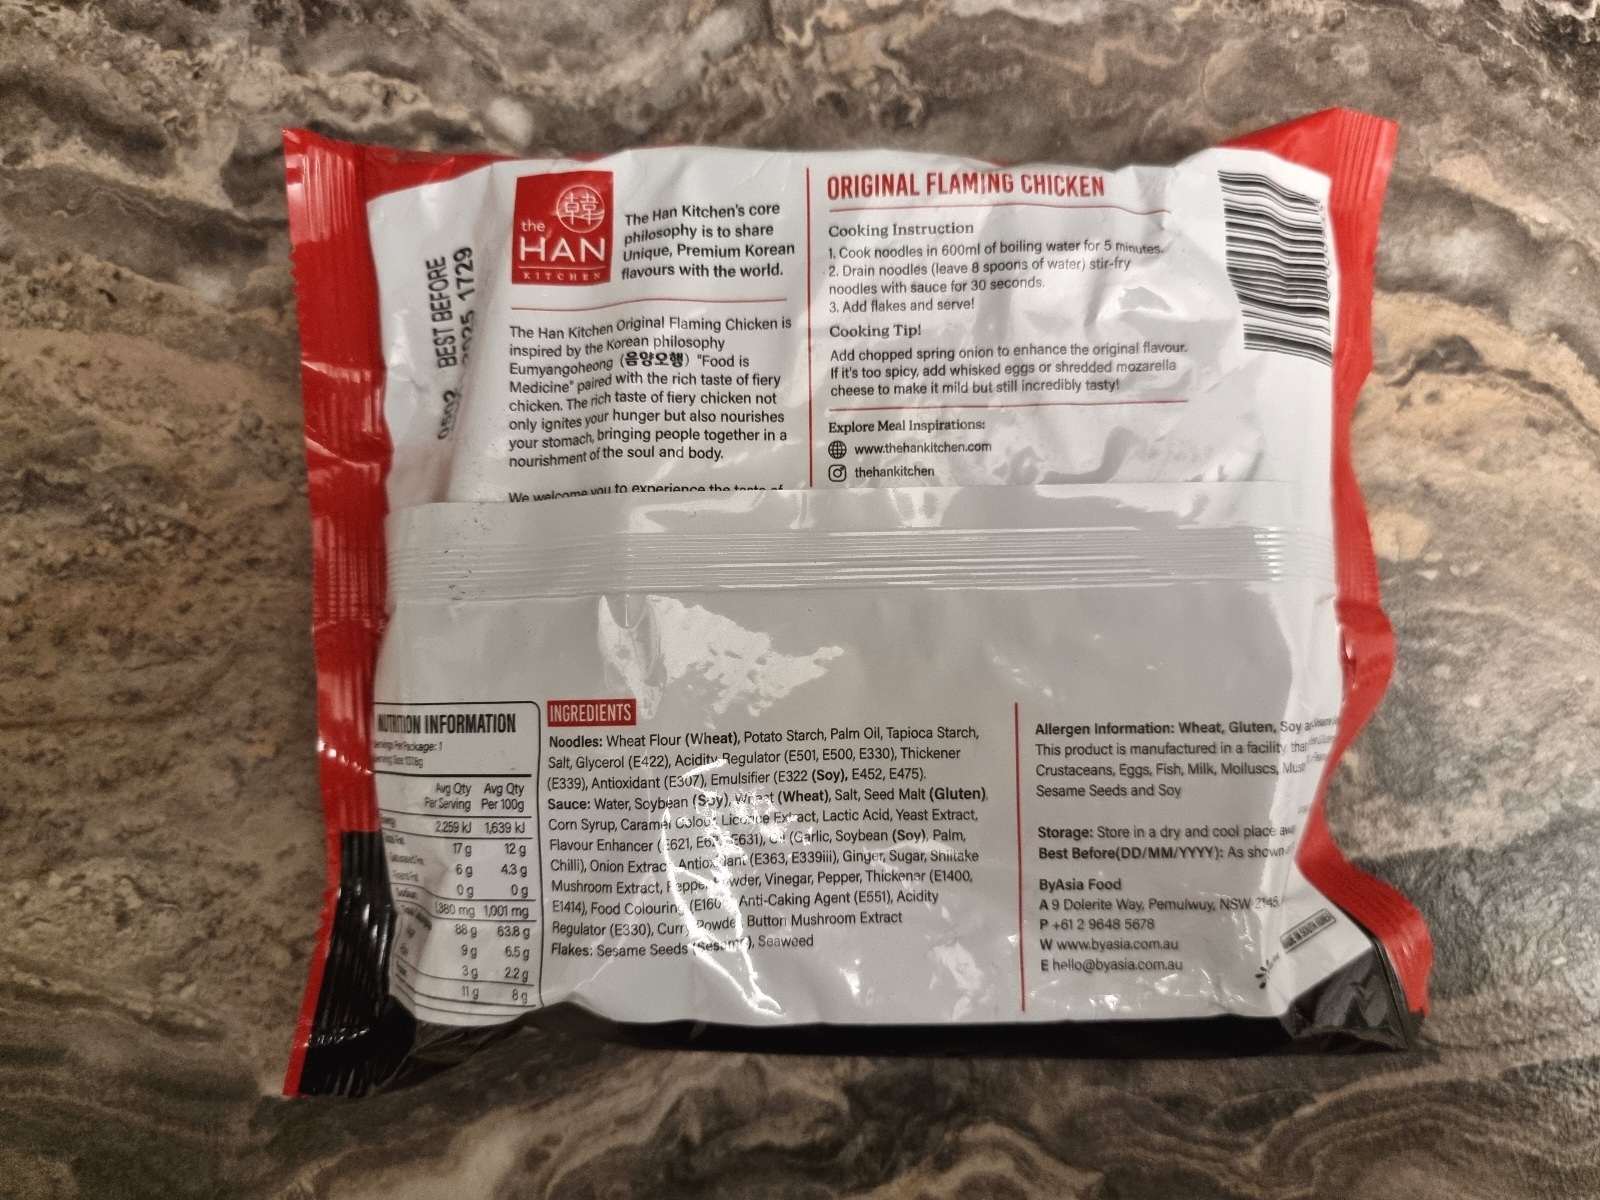 BEST BEFORE
1729
韓
the
HAN
KITCHEN
The Han Kitchen's core
philosophy is to share
Unique, Premium Korean
flavours with the world.
The Han Kitchen Original Flaming Chicken is
inspired by the Korean philosophy
Eumyangoheong (음양오행) "Food is
Medicine" paired with the rich taste of fiery
chicken. The rich taste of fiery chicken not
only ignites your hunger but also nourishes
your stomach, bringing people together in a
nourishment of the soul and body.
We welcome you to experience the taste of
ORIGINAL FLAMING CHICKEN
Cooking Instruction
1. Cook noodles in 600ml of boiling water for 5 minutes.
2. Drain noodles (leave 8 spoons of water) stir-fry
noodles with sauce for 30 seconds.
3. Add flakes and serve!
Cooking Tip!
Add chopped spring onion to enhance the original flavour.
If it's too spicy, add whisked eggs or shredded mozarella
cheese to make it mild but still incredibly tasty!
Explore Meal Inspirations:
www.thehankitchen.com
thehankitchen
NUTRITION INFORMATION
Package: 1
Avg Qty Avg Qty
Per Serving Per 100g
2,259 kJ 1,639 kJ
17 g 12 g
6 g 4.3 g
0 g 0 g
1,380 mg 1,001 mg
88 g 63.8 g
9 g 6.5 g
3 g 2.2 g
11 g 8 g
INGREDIENTS
Noodles: Wheat Flour (Wheat), Potato Starch, Palm Oil, Tapioca Starch,
Salt, Glycerol (E422), Acidity Regulator (E501, E500, E330), Thickener
(E339), Antioxidant (E307), Emulsifier (E322 (Soy), E452, E475).
Sauce: Water, Soybean (Soy), Wheat (Wheat), Salt, Seed Malt (Gluten),
Corn Syrup, Caramel Colour, Licorice Extract, Lactic Acid, Yeast Extract,
Flavour Enhancer (E621, E631), Oil (Garlic, Soybean (Soy), Palm,
Chilli), Onion Extract, Antioxidant (E363, E339iii), Ginger, Sugar, Shiitake
Mushroom Extract, Pepper Powder, Vinegar, Pepper, Thickener (E1400,
E1414), Food Colouring Anti-Caking Agent (E551), Acidity
Regulator (E330), Curry Powder, Button Mushroom Extract
Flakes: Sesame Seeds (Sesame), Seaweed
Allergen Information: Wheat, Gluten, Soy
This product is manufactured in a facility that
Crustaceans, Eggs, Fish, Milk, Molluscs,
Sesame Seeds and Soy
Storage: Store in a dry and cool place
Best Before(DD/MM/YYYY): As shown
ByAsia Food
A 9 Dolerite Way, Pemulwuy, NSW 2145
P +61 2 9648 5678
W www.byasia.com.au
E hello@byasia.com.au
MADE IN SOUTH KOREA